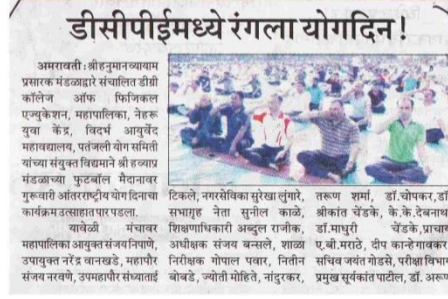 डीसीपीईमध्ये रंगला योगदिन!
अमरावती : श्री हनुमान व्यायाम
प्रसारक मंडळाद्वारे संचालित डीग्री
कॉलेज ऑफ फिजिकल
एज्युकेशन, महापालिका, नेहरू
युवा केंद्र, विदर्भ आयुर्वेद
महाविद्यालय, पतंजली योग समिती
यांच्या संयुक्त विद्यमाने श्री हव्याप्र
मंडळाच्या फुटबॉल मैदानावर
गुरूवारी आंतरराष्ट्रीय योग दिनाचा
कार्यक्रम उत्साहात पार पडला.
यावेळी मंचावर
महापालिका आयुक्त संजय निपाणे,
उपायुक्त नरेंद्र वानखडे, महापौर
संजय नरवणे, उपमहापौर संध्याताई
टिकले, नगरसेविका सुरेखा लुंगारे,
सभागृह नेता सुनील काळे,
शिक्षणाधिकारी अब्दुल राजीक,
अधीक्षक संजय बन्सले, शाळा
निरीक्षक गोपाल पवार, नितीन
बोबडे, ज्योती मोहिते, नांदुरकर,
तरूण शर्मा, डॉ.चोपकर,डॉ
श्रीकांत चेंडके, के.के.देबनाथ
डॉ.माधुरी चेंडके,प्राचा
ए.बी.मराठे, दीप कान्हेगावकर
सचिव जयंत गोडसे, परीक्षा विभा
प्रमुख सूर्यकांत पाटील, डॉ. अरूण